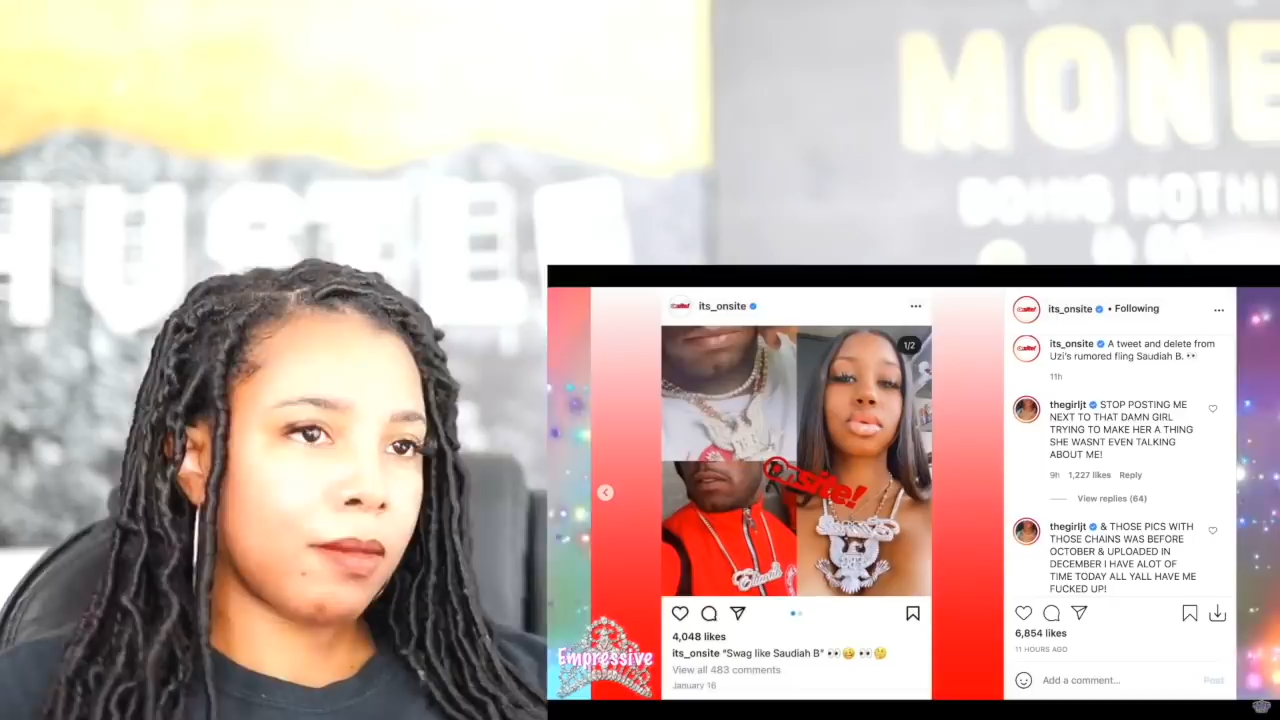 HUSTLE
MONE
DOING NOTHI
its_onsite
1/2
Onsite!
4,048 likes
its_onsite "Swag like Saudiah B" 👀😆 👀🤔
View all 483 comments
January 16
Empressive
its_onsite • Following
its_onsite A tweet and delete from
Uzi's rumored fling Saudiah B. 👀
11h
thegirljt STOP POSTING ME
NEXT TO THAT DAMN GIRL
TRYING TO MAKE HER A THING
SHE WASNT EVEN TALKING
ABOUT ME!
9h 1,227 likes Reply
View replies (64)
thegirljt & THOSE PICS WITH
THOSE CHAINS WAS BEFORE
OCTOBER & UPLOADED IN
DECEMBER I HAVE ALOT OF
TIME TODAY ALL YALL HAVE ME
FUCKED UP!
6,854 likes
11 HOURS AGO
Add a comment...
Post